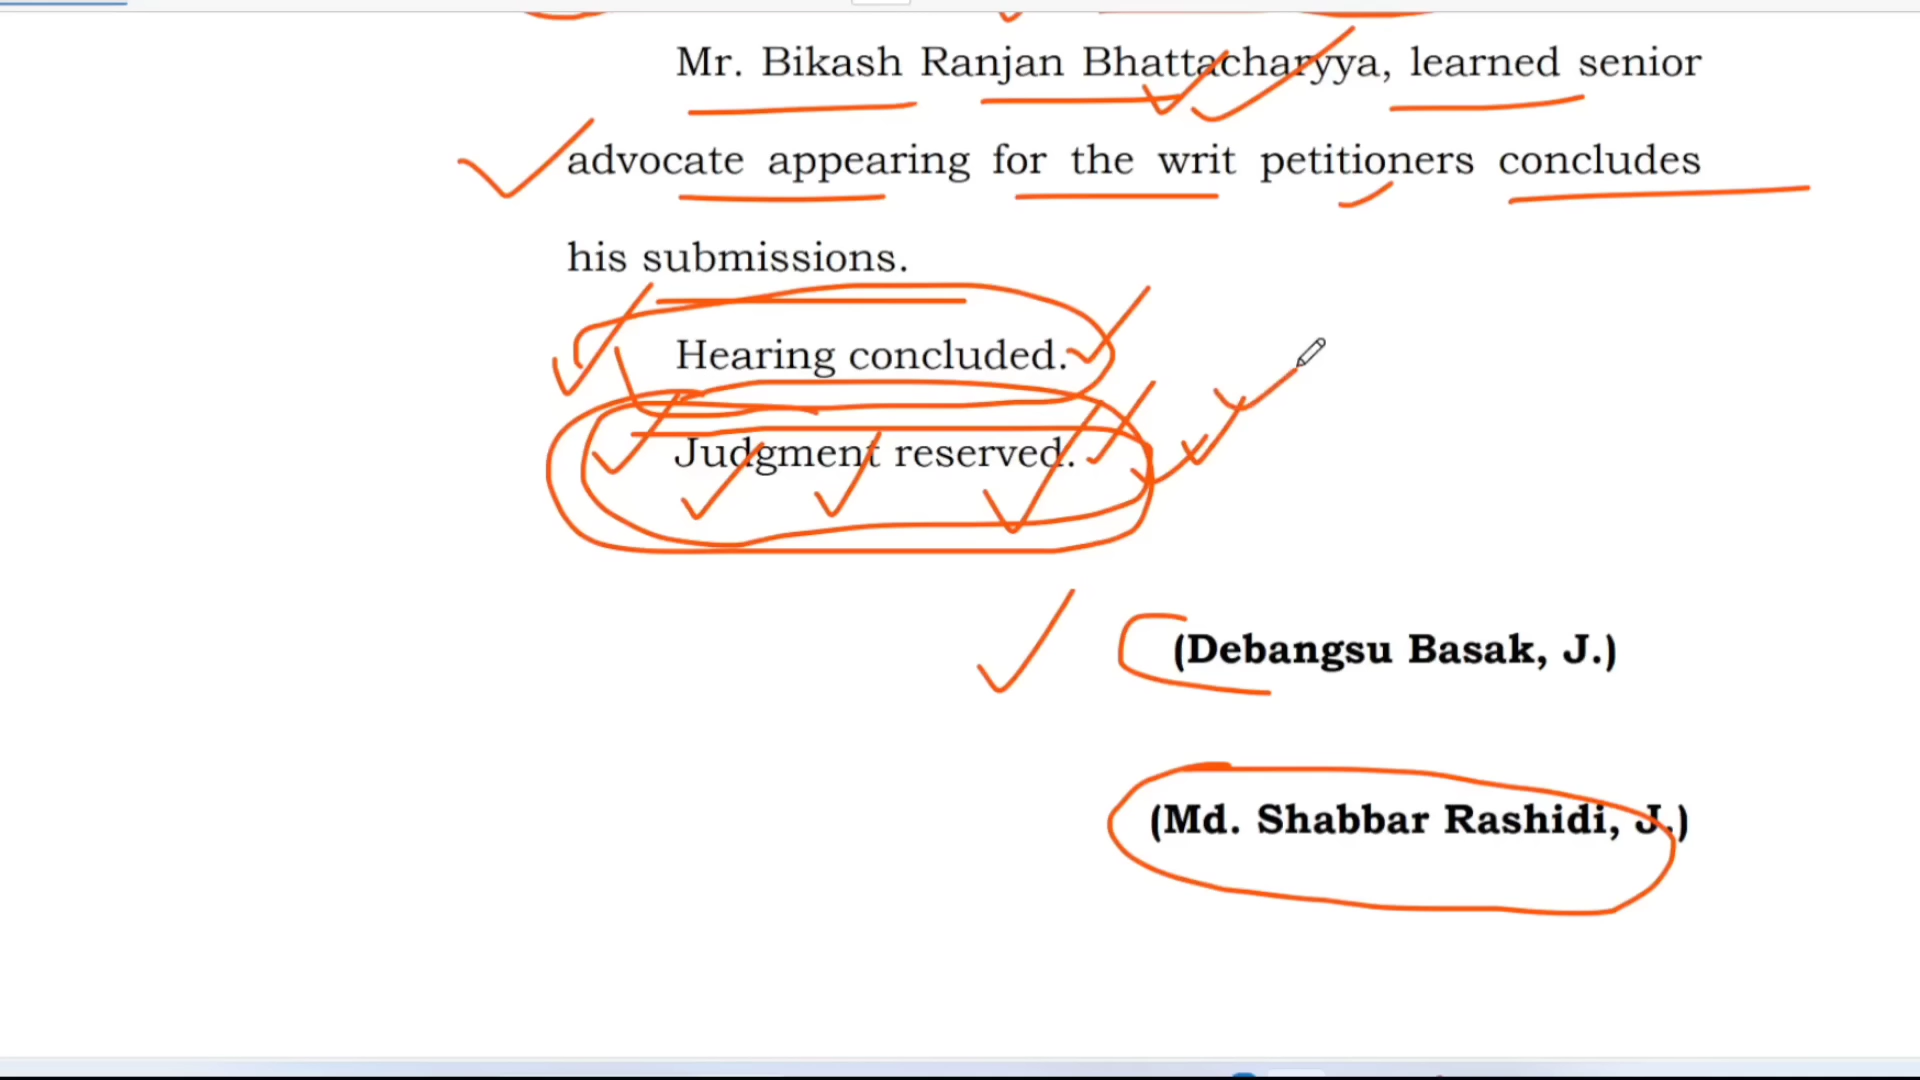 Mr. Bikash Ranjan Bhattacharyya, learned senior
advocate appearing for the writ petitioners concludes
his submissions.
Hearing concluded.
Judgment reserved.
(Debangsu Basak, J.)
(Md. Shabbar Rashidi, J.)